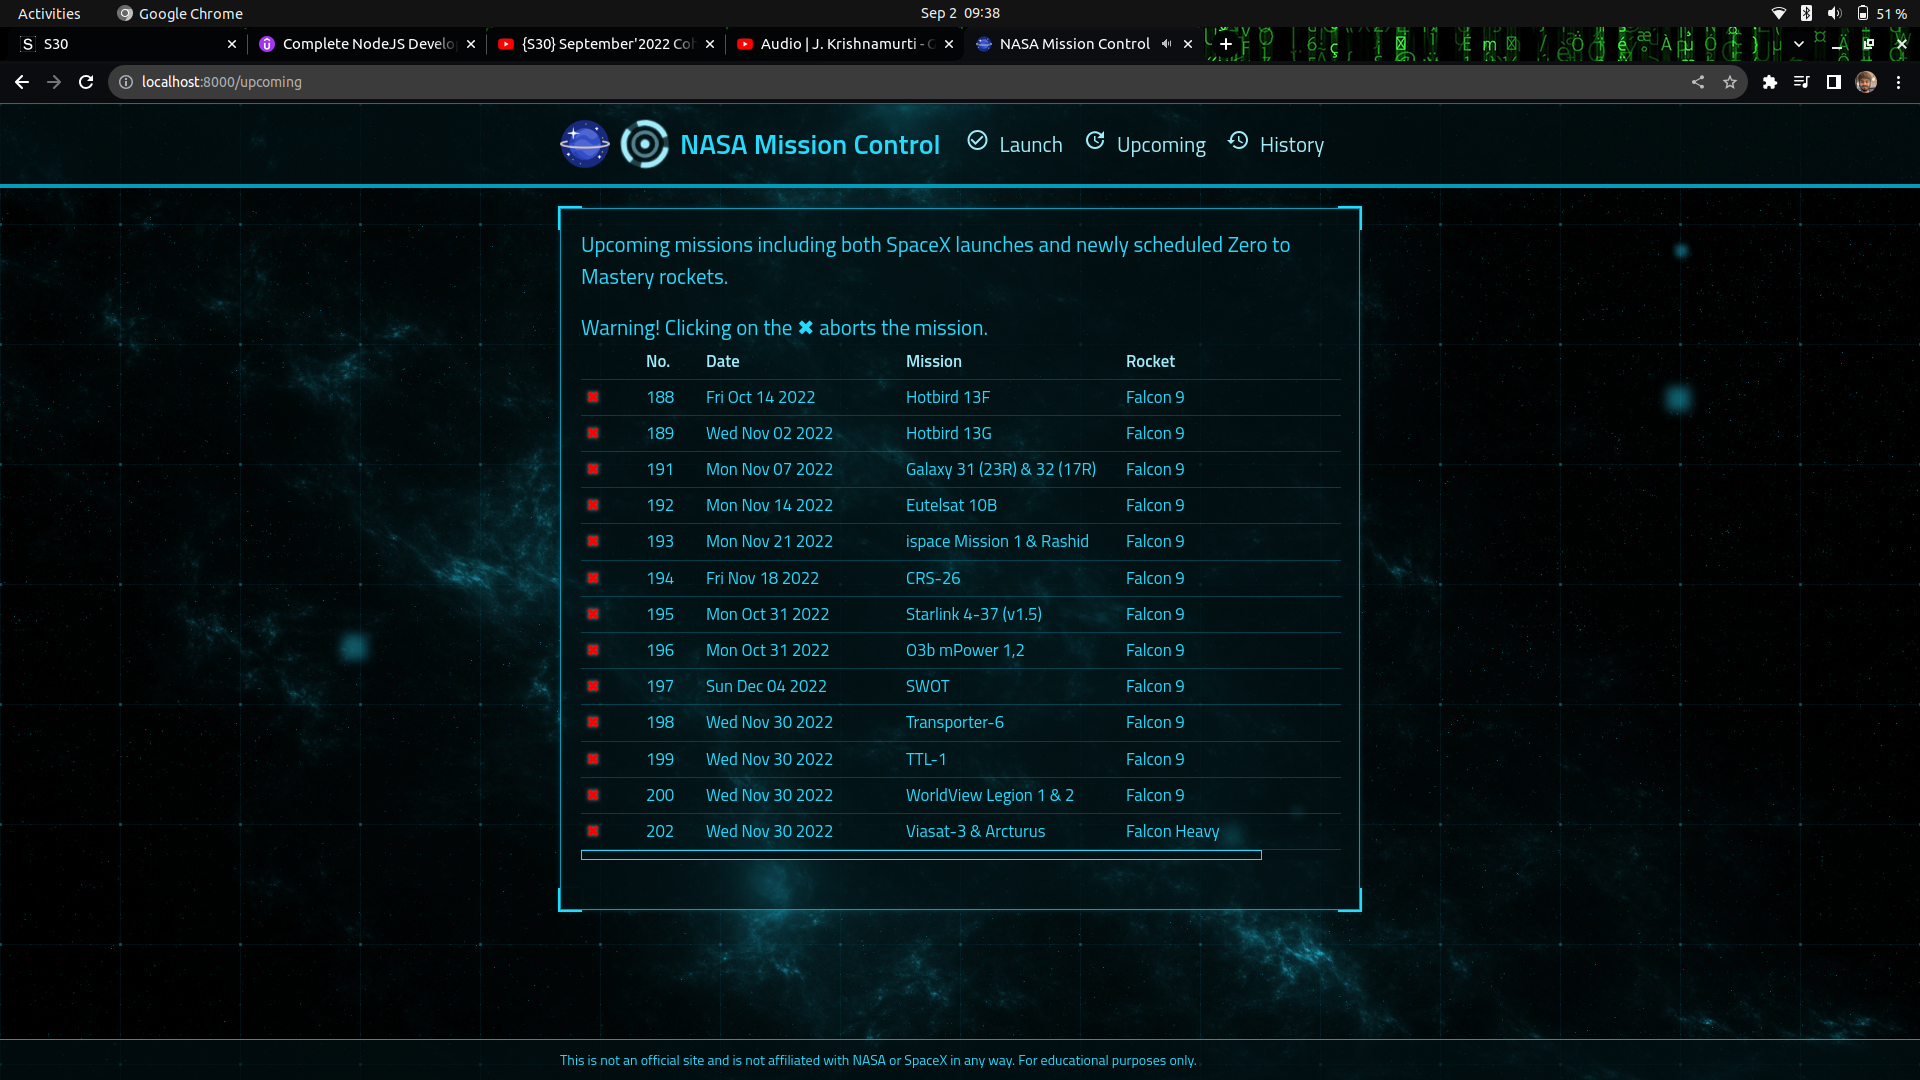 Activities Google Chrome Sep 2 09:38 51 %
S30 Complete NodeJS Develo {S30} September'2022 Coh Audio | J. Krishnamurti - NASA Mission Control
localhost:8000/upcoming
NASA Mission Control Launch Upcoming History
Upcoming missions including both SpaceX launches and newly scheduled Zero to
Mastery rockets.
Warning! Clicking on the ✖ aborts the mission.
No. Date Mission Rocket
✖ 188 Fri Oct 14 2022 Hotbird 13F Falcon 9
✖ 189 Wed Nov 02 2022 Hotbird 13G Falcon 9
✖ 191 Mon Nov 07 2022 Galaxy 31 (23R) & 32 (17R) Falcon 9
✖ 192 Mon Nov 14 2022 Eutelsat 10B Falcon 9
✖ 193 Mon Nov 21 2022 ispace Mission 1 & Rashid Falcon 9
✖ 194 Fri Nov 18 2022 CRS-26 Falcon 9
✖ 195 Mon Oct 31 2022 Starlink 4-37 (v1.5) Falcon 9
✖ 196 Mon Oct 31 2022 O3b mPower 1,2 Falcon 9
✖ 197 Sun Dec 04 2022 SWOT Falcon 9
✖ 198 Wed Nov 30 2022 Transporter-6 Falcon 9
✖ 199 Wed Nov 30 2022 TTL-1 Falcon 9
✖ 200 Wed Nov 30 2022 WorldView Legion 1 & 2 Falcon 9
✖ 202 Wed Nov 30 2022 Viasat-3 & Arcturus Falcon Heavy
This is not an official site and is not affiliated with NASA or SpaceX in any way. For educational purposes only.